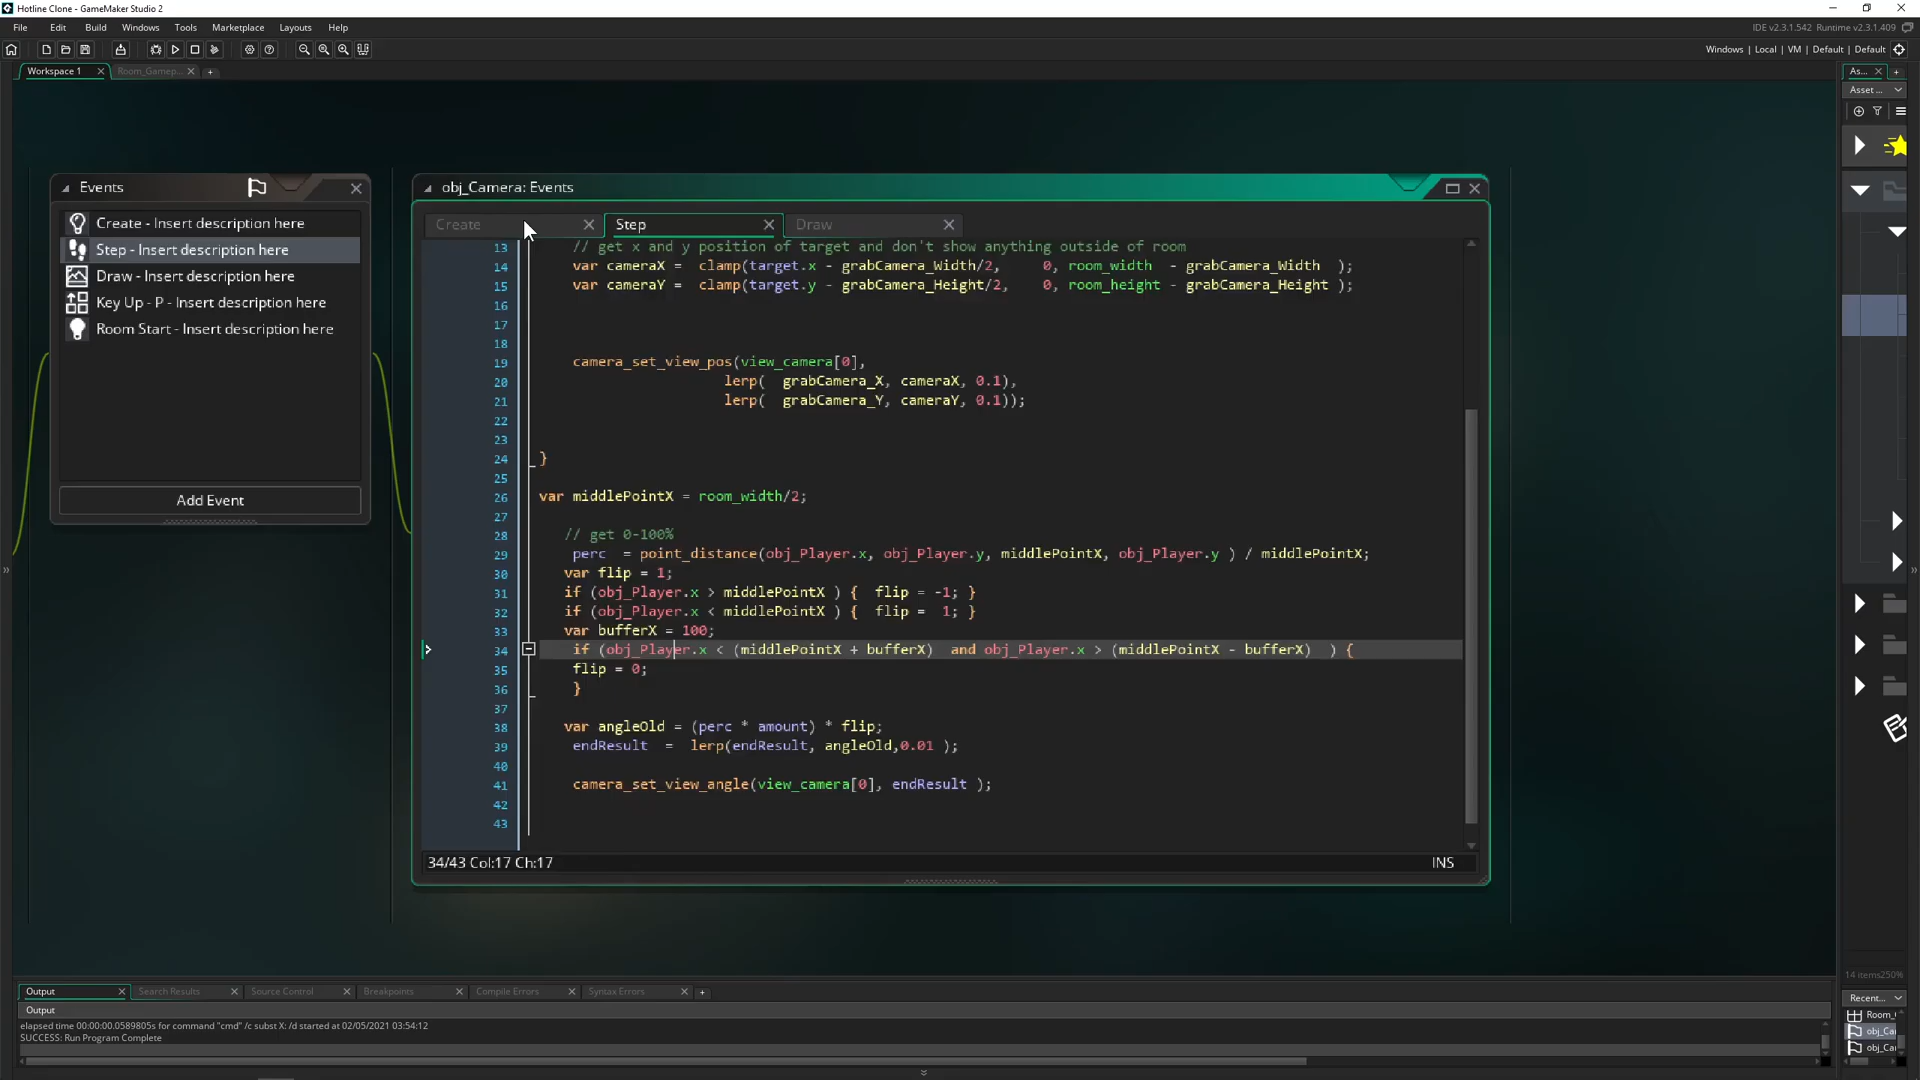 Hotline Clone - GameMaker Studio 2
File Edit Build Windows Tools Marketplace Layouts Help
IDE v2.3.1.542 Runtime v2.3.1.409
Windows | Local | VM | Default | Default
Workspace 1
Room_Gamep...
As...
Asset ...
Events
Create - Insert description here
Step - Insert description here
Draw - Insert description here
Key Up - P - Insert description here
Room Start - Insert description here
Add Event
obj_Camera: Events
Create
Step
Draw
13 // get x and y position of target and don't show anything outside of room
14 var cameraX = clamp(target.x - grabCamera_Width/2, 0, room_width - grabCamera_Width );
15 var cameraY = clamp(target.y - grabCamera_Height/2, 0, room_height - grabCamera_Height );
16
17
18
19 camera_set_view_pos(view_camera[0],
20 lerp( grabCamera_X, cameraX, 0.1),
21 lerp( grabCamera_Y, cameraY, 0.1));
22
23
24 }
25
26 var middlePointX = room_width/2;
27
28 // get 0-100%
29 perc = point_distance(obj_Player.x, obj_Player.y, middlePointX, obj_Player.y ) / middlePointX;
30 var flip = 1;
31 if (obj_Player.x > middlePointX ) { flip = -1; }
32 if (obj_Player.x < middlePointX ) { flip = 1; }
33 var bufferX = 100;
34 if (obj_Player.x < (middlePointX + bufferX) and obj_Player.x > (middlePointX - bufferX) ) {
35 flip = 0;
36 }
37
38 var angleOld = (perc * amount) * flip;
39 endResult = lerp(endResult, angleOld,0.01 );
40
41 camera_set_view_angle(view_camera[0], endResult );
42
43
34/43 Col:17 Ch:17
INS
14 items 250%
Recent...
Room_
obj_Ca
obj_Ca
Output
Search Results
Source Control
Breakpoints
Compile Errors
Syntax Errors
Output
elapsed time 00:00:00.0589805s for command "cmd" /c subst X: /d started at 02/05/2021 03:54:12
SUCCESS: Run Program Complete